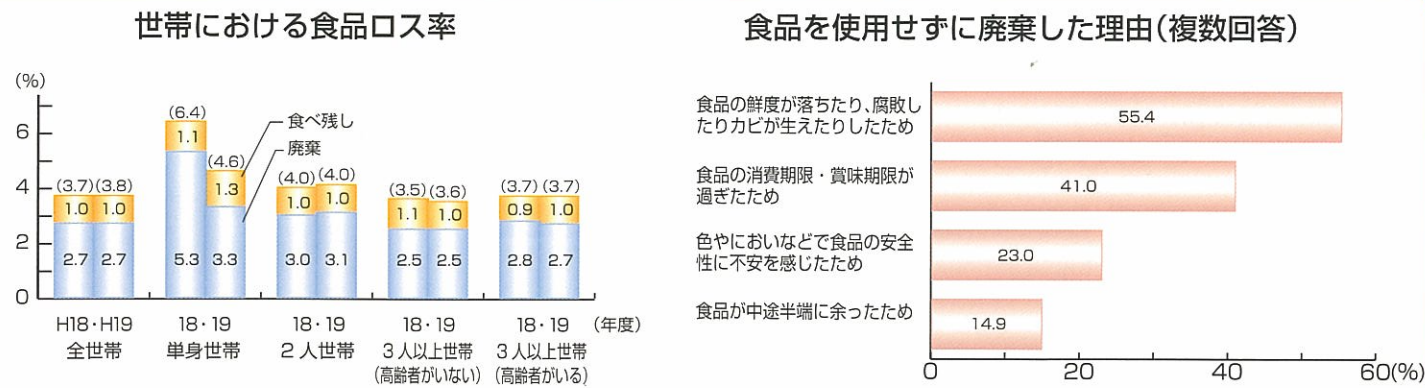 世帯における食品ロス率
(%)
6
4
2
0
(3.7) (3.8)
1.0 1.0
2.7 2.7
(6.4)
1.1
5.3
(4.6)
1.3
3.3
食べ残し
廃棄
(4.0) (4.0)
1.0 1.0
3.0 3.1
(3.5) (3.6)
1.1 1.0
2.5 2.5
(3.7) (3.7)
0.9 1.0
2.8 2.7
H18・H19
全世帯
18・19
単身世帯
18・19
2人世帯
18・19
3人以上世帯
(高齢者がいない)
18・19
3人以上世帯
(高齢者がいる)
(年度)
食品を使用せずに廃棄した理由(複数回答)
食品の鮮度が落ちたり、腐敗し
たりカビが生えたりしたため
55.4
食品の消費期限・賞味期限が
過ぎたため
41.0
色やにおいなどで食品の安全
性に不安を感じたため
23.0
食品が中途半端に余ったため
14.9
0 20 40 60(%)